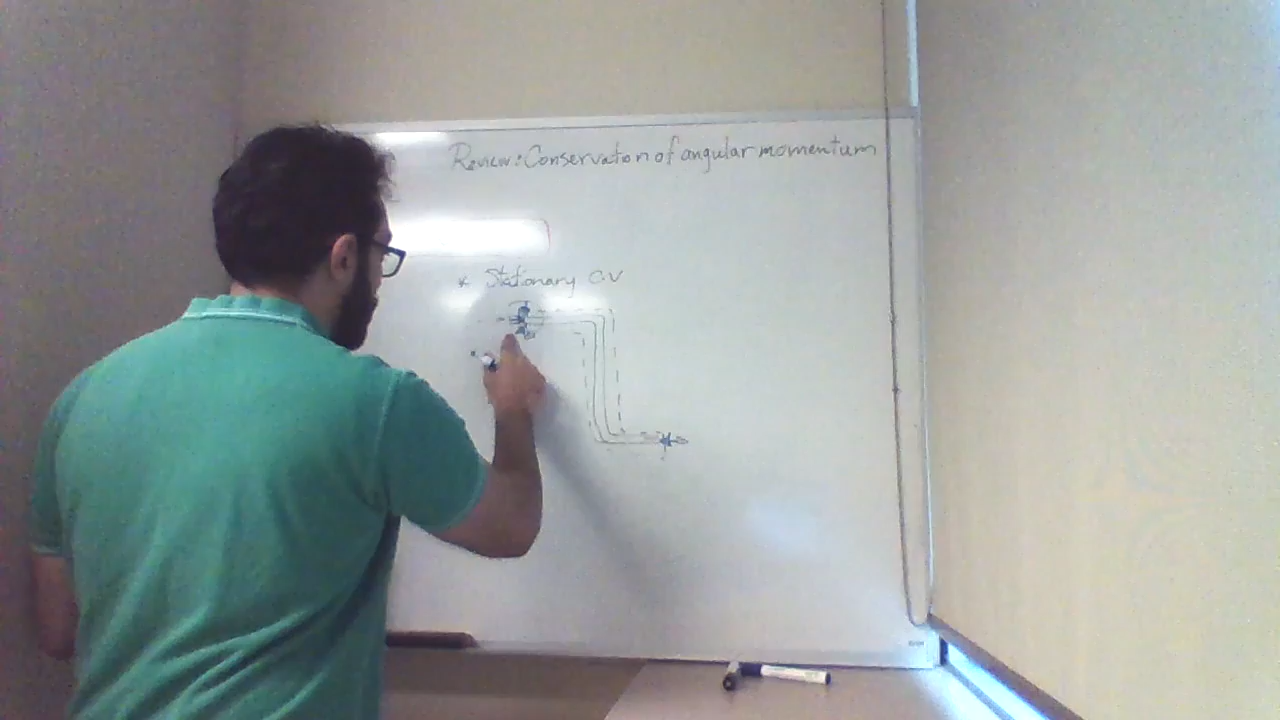 Review: Conservation of angular momentum
* Stationary C.V